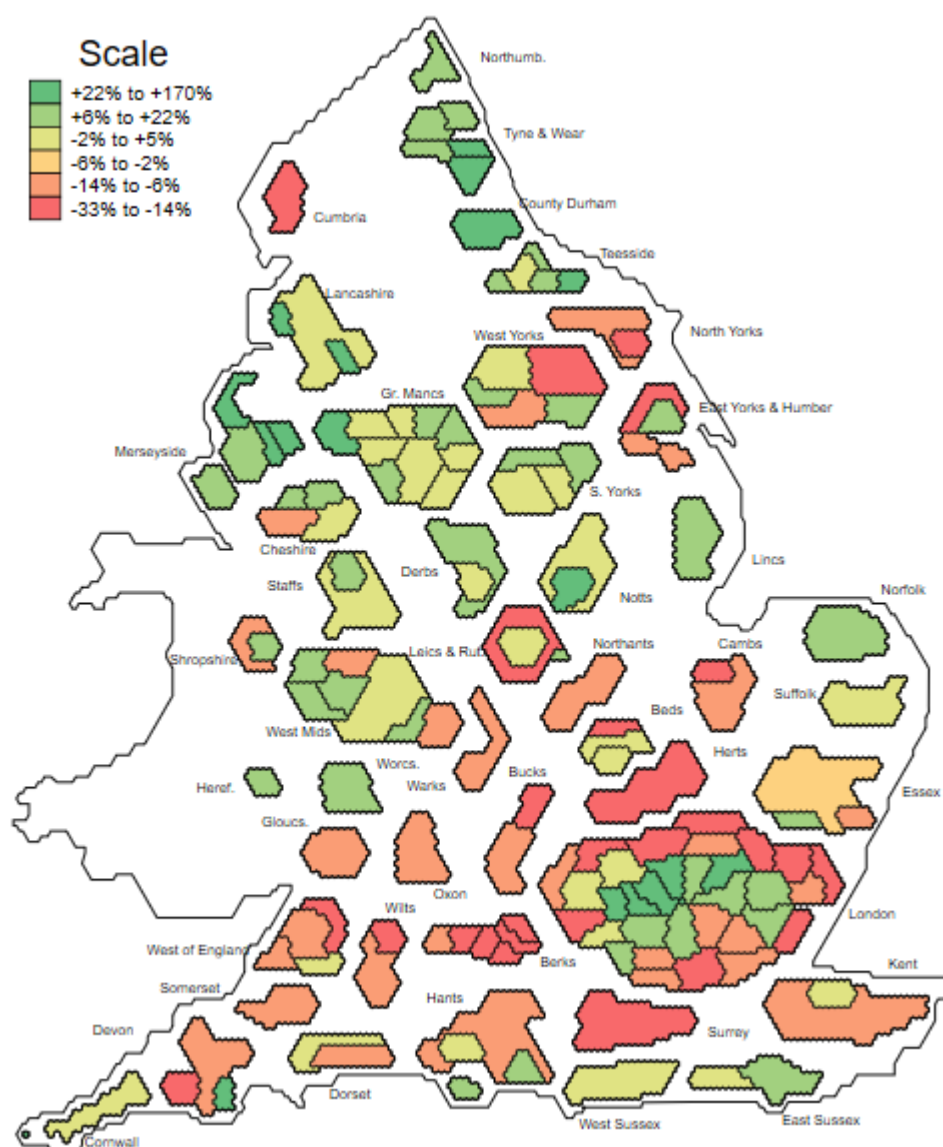 Scale
+22% to +170%
+6% to +22%
-2% to +5%
-6% to -2%
-14% to -6%
-33% to -14%
Northumb.
Tyne & Wear
County Durham
Cumbria
Teesside
Lancashire
North Yorks
West Yorks
Gr. Mancs
East Yorks & Humber
Merseyside
S. Yorks
Cheshire
Lincs
Derbs
Staffs
Notts
Norfolk
Shropshire
Leics & Rut.
Northants
Cambs
Suffolk
Beds
West Mids
Herts
Worcs.
Bucks
Heref.
Warks
Essex
Gloucs.
Oxon
Wilts
London
West of England
Berks
Kent
Somerset
Hants
Devon
Surrey
Dorset
West Sussex
East Sussex
Cornwall